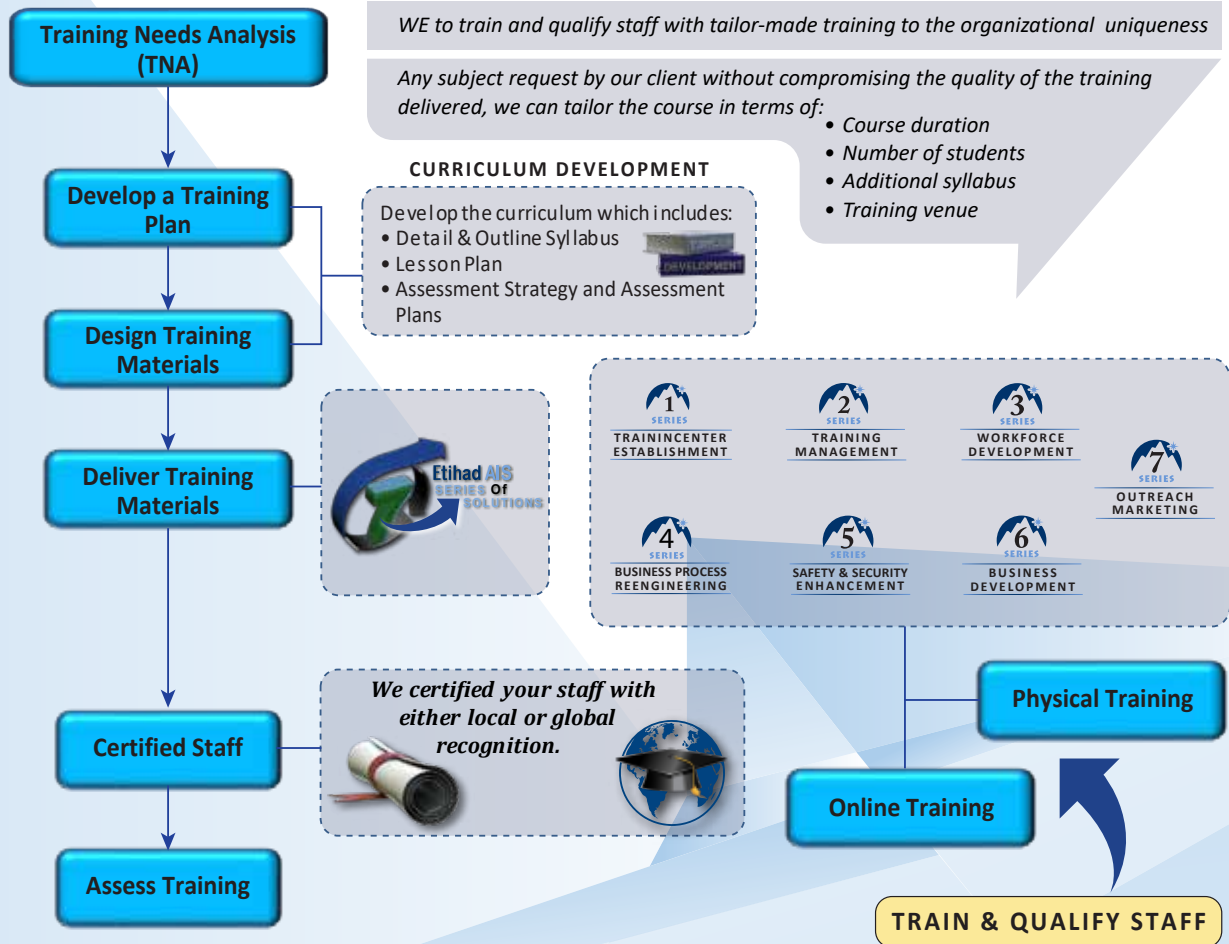 Training Needs Analysis
(TNA)
WE to train and qualify staff with tailor-made training to the organizational uniqueness
Any subject request by our client without compromising the quality of the training
delivered, we can tailor the course in terms of:
• Course duration
• Number of students
• Additional syllabus
• Training venue
Develop a Training
Plan
CURRICULUM DEVELOPMENT
Develop the curriculum which includes:
• Detail & Outline Syllabus
• Lesson Plan
• Assessment Strategy and Assessment
Plans
DEVELOPMENT
Design Training
Materials
Deliver Training
Materials
7
Etihad AIS
SERIES Of
SOLUTIONS
1
SERIES
TRAININCENTER
ESTABLISHMENT
2
SERIES
TRAINING
MANAGEMENT
3
SERIES
WORKFORCE
DEVELOPMENT
7
SERIES
OUTREACH
MARKETING
4
SERIES
BUSINESS PROCESS
REENGINEERING
5
SERIES
SAFETY & SECURITY
ENHANCEMENT
6
SERIES
BUSINESS
DEVELOPMENT
Certified Staff
We certified your staff with
either local or global
recognition.
Physical Training
Online Training
Assess Training
TRAIN & QUALIFY STAFF